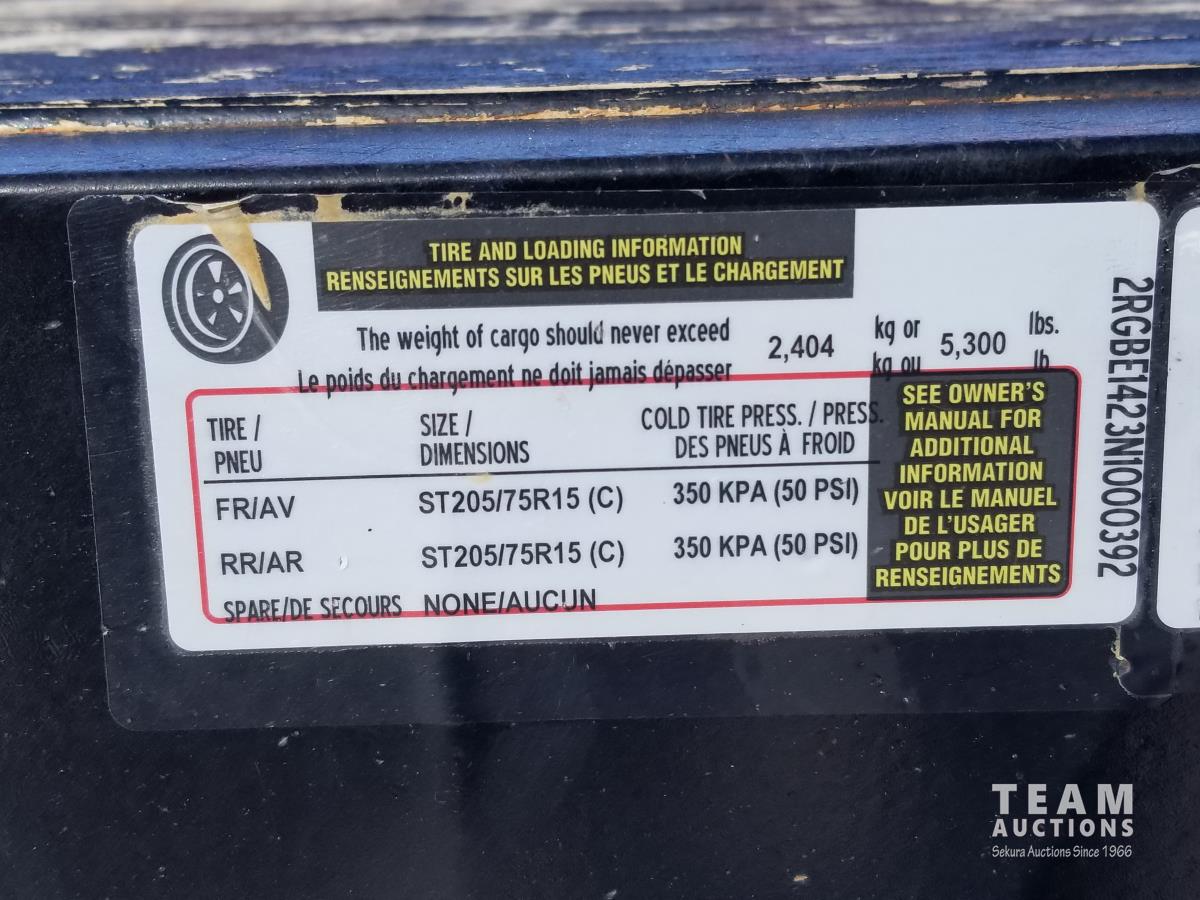 TIRE AND LOADING INFORMATION
RENSEIGNEMENTS SUR LES PNEUS ET LE CHARGEMENT
The weight of cargo should never exceed 2,404 kg or 5,300 lbs.
Le poids du chargement ne doit jamais dépasser kg ou lb
TIRE / SIZE / COLD TIRE PRESS. / PRESS.
PNEU DIMENSIONS DES PNEUS À FROID
FR/AV ST205/75R15 (C) 350 KPA (50 PSI)
RR/AR ST205/75R15 (C) 350 KPA (50 PSI)
SPARE/DE SECOURS NONE/AUCUN
SEE OWNER'S
MANUAL FOR
ADDITIONAL
INFORMATION
VOIR LE MANUEL
DE L'USAGER
POUR PLUS DE
RENSEIGNEMENTS
2RGBE1423N1000392
TEAM
AUCTIONS
Sekura Auctions Since 1966